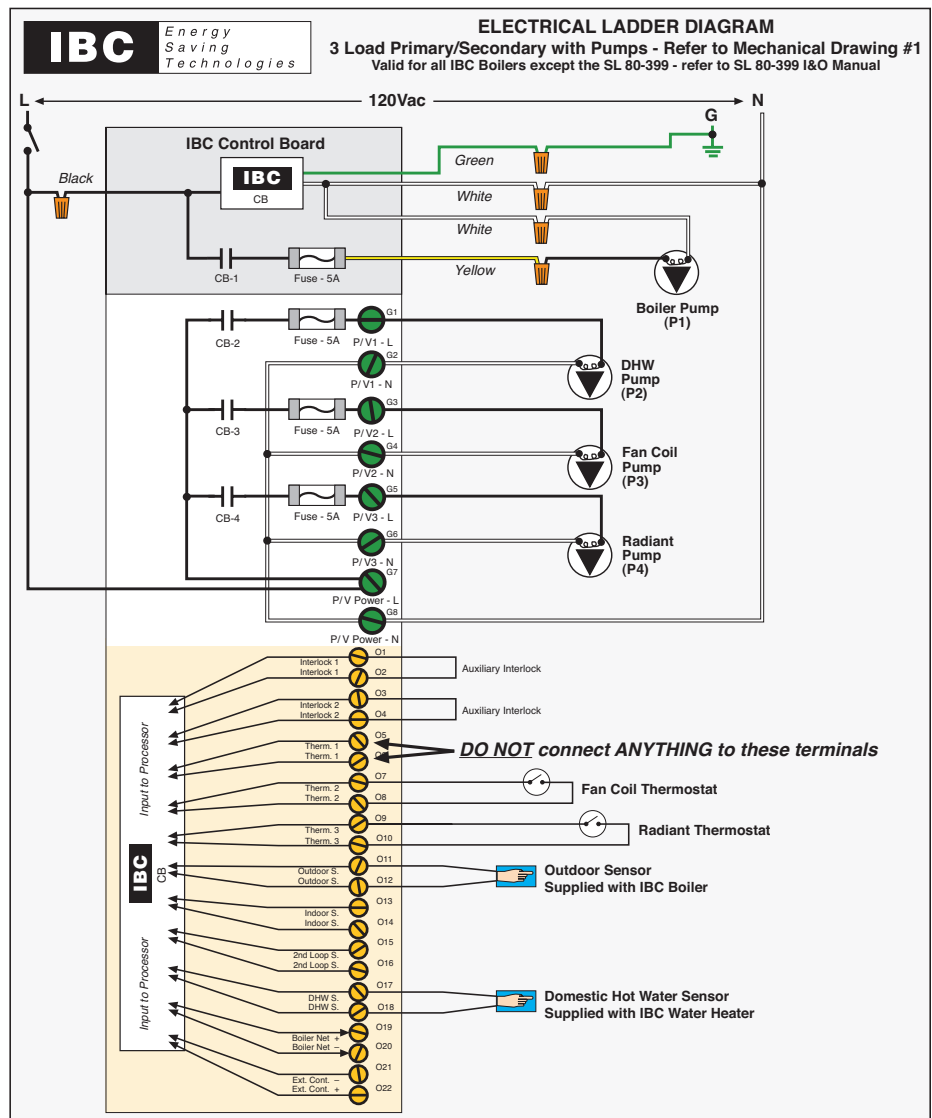 IBC
Energy
Saving
Technologies
ELECTRICAL LADDER DIAGRAM
3 Load Primary/Secondary with Pumps - Refer to Mechanical Drawing #1
Valid for all IBC Boilers except the SL 80-399 - refer to SL 80-399 I&O Manual
L
120Vac
N
G
IBC Control Board
IBC
CB
Black
Green
White
White
Yellow
CB-1
Fuse - 5A
Boiler Pump
(P1)
CB-2
Fuse - 5A
G1
P/V1 - L
G2
P/V1 - N
DHW
Pump
(P2)
CB-3
Fuse - 5A
G3
P/V2 - L
G4
P/V2 - N
Fan Coil
Pump
(P3)
CB-4
Fuse - 5A
G5
P/V3 - L
G6
P/V3 - N
Radiant
Pump
(P4)
G7
P/V Power - L
G8
P/V Power - N
Interlock 1 O1
Interlock 1 O2
Auxiliary Interlock
Interlock 2 O3
Interlock 2 O4
Auxiliary Interlock
Input to Processor
Therm. 1 O5
Therm. 1
DO NOT connect ANYTHING to these terminals
Therm. 2 O7
Therm. 2 O8
Fan Coil Thermostat
Therm. 3 O9
Therm. 3 O10
Radiant Thermostat
IBC
CB
Outdoor S. O11
Outdoor S. O12
Outdoor Sensor
Supplied with IBC Boiler
Indoor S. O13
Indoor S. O14
2nd Loop S. O15
2nd Loop S. O16
Input to Processor
DHW S. O17
DHW S. O18
Domestic Hot Water Sensor
Supplied with IBC Water Heater
Boiler Net + O19
Boiler Net – O20
Ext. Cont. – O21
Ext. Cont. + O22